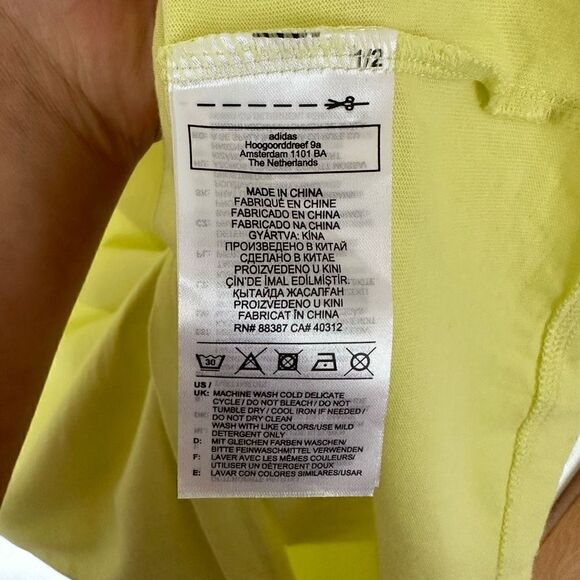 1/2
adidas
Hoogoorddreef 9a
Amsterdam 1101 BA
The Netherlands
MADE IN CHINA
FABRIQUÉ EN CHINE
FABRICADO EN CHINA
FABRICADO NA CHINA
GYÁRTVA: KÍNA
ПРОИЗВЕДЕНО В КИТАЙ
СДЕЛАНО В КИТАЕ
PROIZVEDENO U KINI
ÇİN'DE İMAL EDİLMİŞTİR.
ҚЫТАЙДА ЖАСАЛҒАН
PROIZVEDENO U KINI
FABRICAT ÎN CHINA
RN# 88387 CA# 40312
30
US /
UK: MACHINE WASH COLD DELICATE
CYCLE / DO NOT BLEACH / DO NOT
TUMBLE DRY / COOL IRON IF NEEDED /
DO NOT DRY CLEAN
WASH WITH LIKE COLORS/USE MILD
DETERGENT ONLY
D: MIT GLEICHEN FARBEN WASCHEN/
BITTE FEINWASCHMITTEL VERWENDEN
F: LAVER AVEC LES MÊMES COULEURS/
UTILISER UN DÉTERGENT DOUX
E: LAVAR CON COLORES SIMILARES/USAR